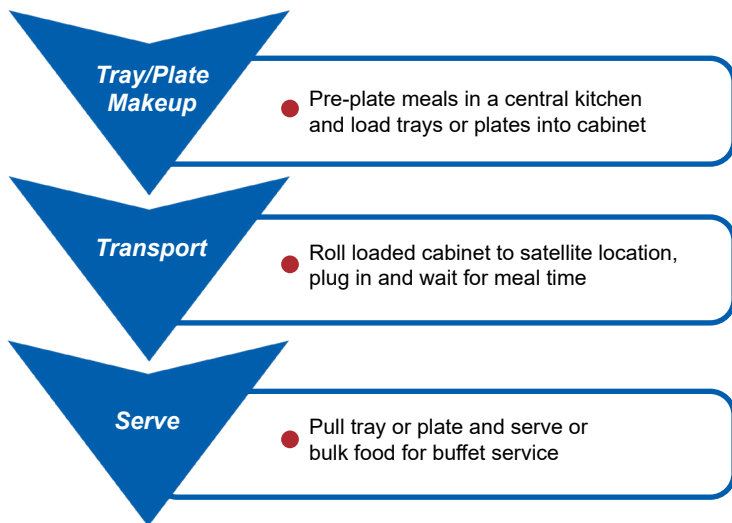 Tray/Plate
Makeup
Pre-plate meals in a central kitchen
and load trays or plates into cabinet
Transport
Roll loaded cabinet to satellite location,
plug in and wait for meal time
Serve
Pull tray or plate and serve or
bulk food for buffet service